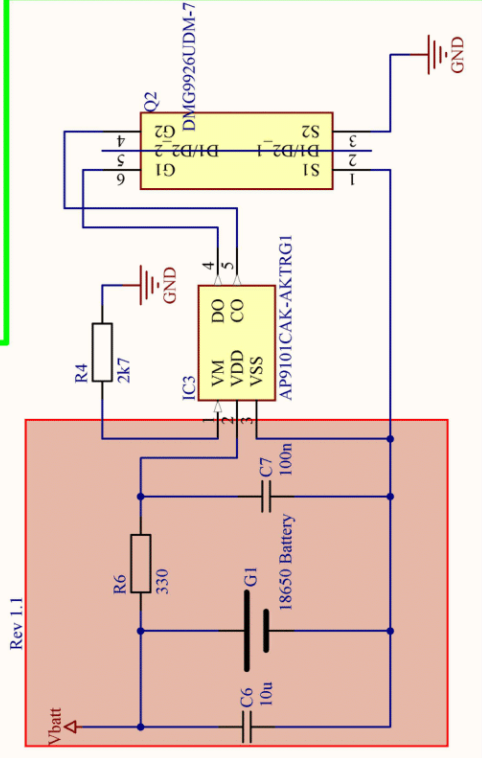 Rev 1.1
Vbatt
C6
10u
G1
18650 Battery
R6
330
C7
100n
R4
2k7
GND
IC3
1
2
3
VM
VDD
VSS
DO
CO
4
5
AP9101CAK-AKTRG1
Q2
DMG9926UDM-7
6
5
4
G1
D1/D2_2
G2
S1
D1/D2_1
S2
1
2
3
GND